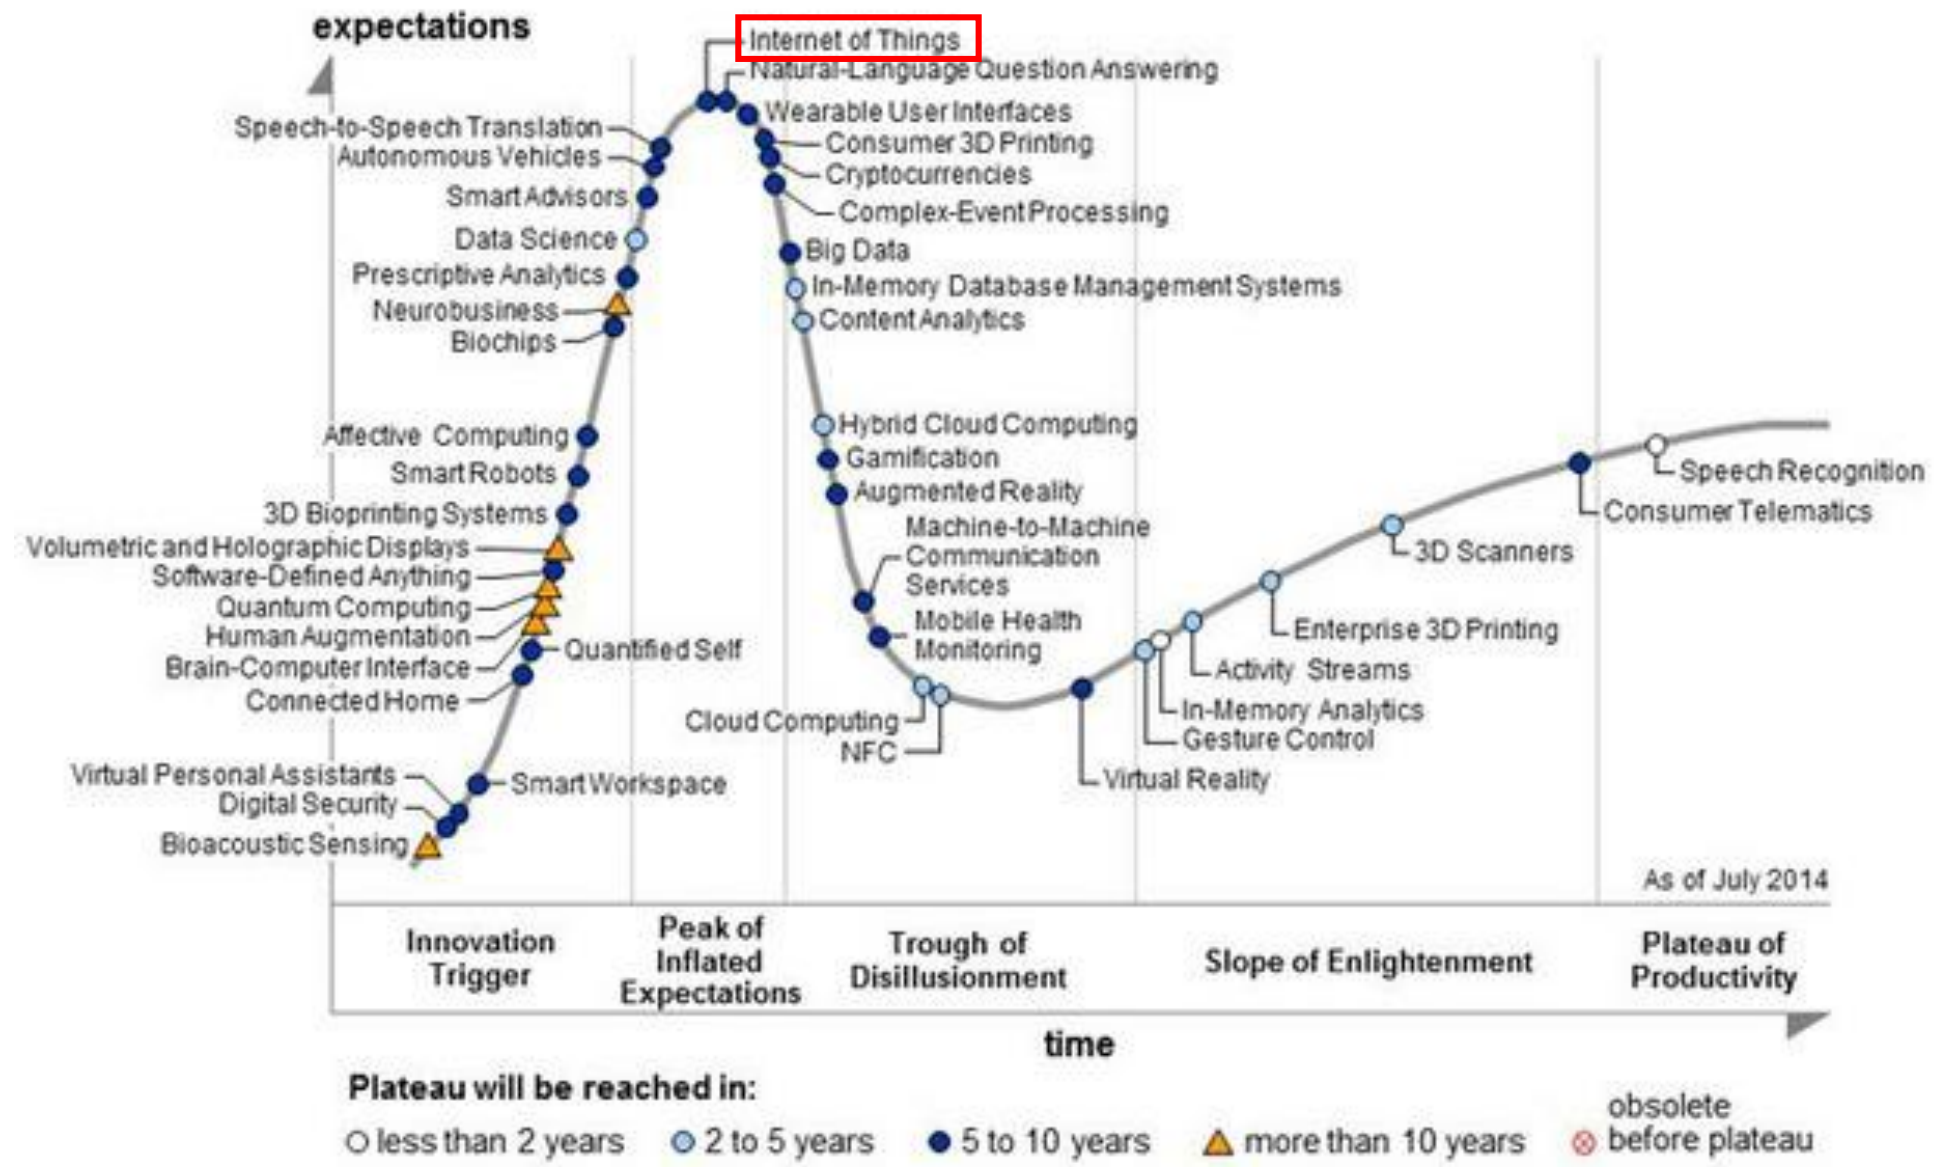 expectations
Internet of Things
Natural-Language Question Answering
Wearable User Interfaces
Speech-to-Speech Translation
Consumer 3D Printing
Autonomous Vehicles
Cryptocurrencies
Smart Advisors
Complex-Event Processing
Data Science
Big Data
Prescriptive Analytics
In-Memory Database Management Systems
Neurobusiness
Content Analytics
Biochips
Hybrid Cloud Computing
Affective Computing
Gamification
Smart Robots
Augmented Reality
3D Bioprinting Systems
Machine-to-Machine
Communication
Services
Volumetric and Holographic Displays
Software-Defined Anything
Quantum Computing
Human Augmentation
Brain-Computer Interface
Connected Home
Quantified Self
Mobile Health
Monitoring
Speech Recognition
Consumer Telematics
3D Scanners
Enterprise 3D Printing
Activity Streams
In-Memory Analytics
Gesture Control
Virtual Reality
Cloud Computing
NFC
Virtual Personal Assistants
Smart Workspace
Digital Security
Bioacoustic Sensing
As of July 2014
Innovation
Trigger
Peak of
Inflated
Expectations
Trough of
Disillusionment
Slope of Enlightenment
Plateau of
Productivity
time
Plateau will be reached in:
less than 2 years
2 to 5 years
5 to 10 years
more than 10 years
obsolete
before plateau